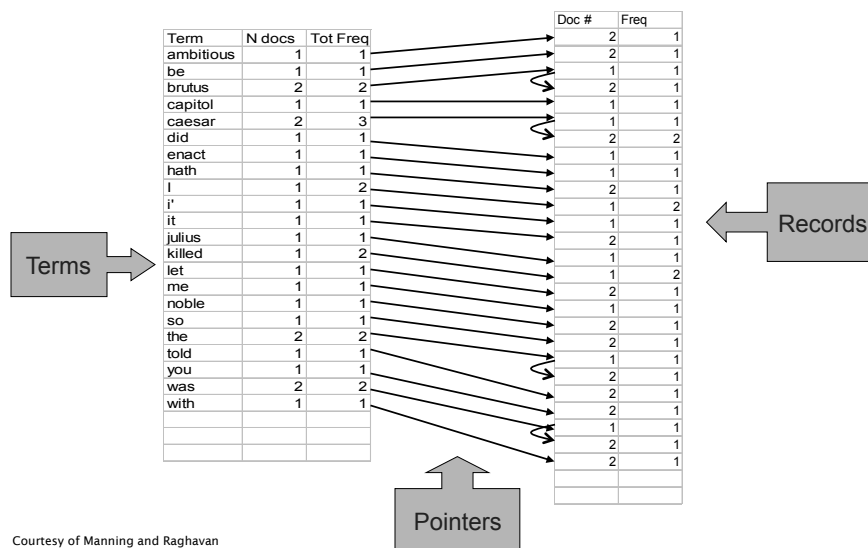 Term N docs Tot Freq
ambitious 1 1
be 1 1
brutus 2 2
capitol 1 1
caesar 2 3
did 1 1
enact 1 1
hath 1 1
I 1 2
i' 1 1
it 1 1
julius 1 1
killed 1 2
let 1 1
me 1 1
noble 1 1
so 1 1
the 2 2
told 1 1
you 1 1
was 2 2
with 1 1
Doc # Freq
2 1
2 1
1 1
2 1
1 1
1 1
2 2
1 1
1 1
2 1
1 2
1 1
2 1
1 1
1 2
2 1
1 1
2 1
2 1
1 1
2 1
2 1
2 1
1 1
2 1
2 1
Terms
Records
Pointers
Courtesy of Manning and Raghavan